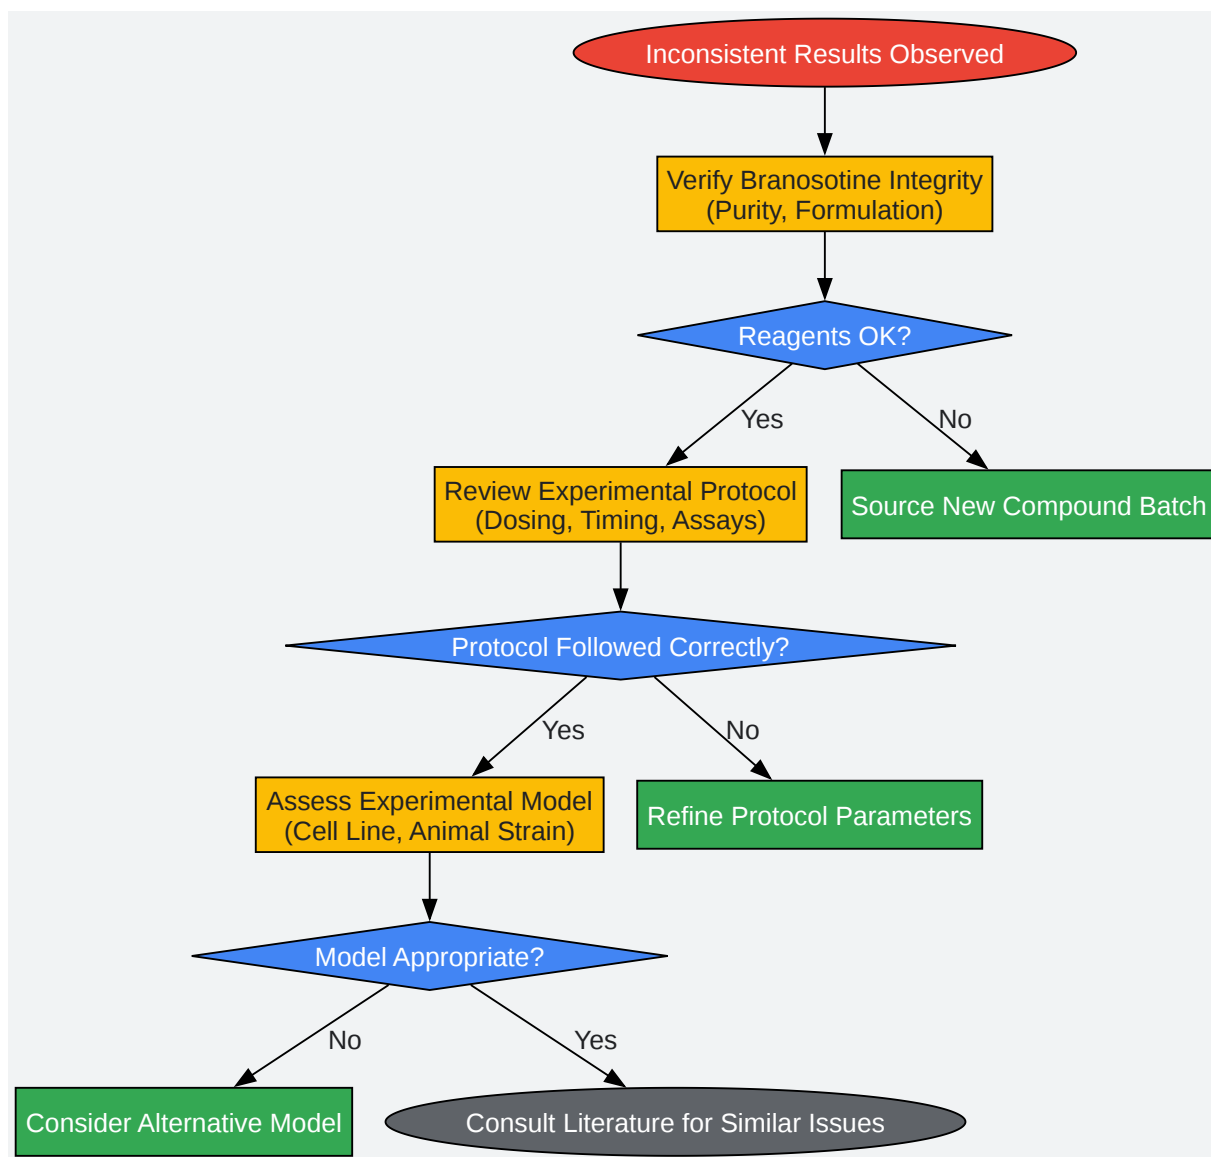 Inconsistent Results Observed
Verify Branosotine Integrity
(Purity, Formulation)
Reagents OK?
Yes
No
Review Experimental Protocol
(Dosing, Timing, Assays)
Source New Compound Batch
Protocol Followed Correctly?
Yes
No
Assess Experimental Model
(Cell Line, Animal Strain)
Refine Protocol Parameters
Model Appropriate?
No
Yes
Consider Alternative Model
Consult Literature for Similar Issues